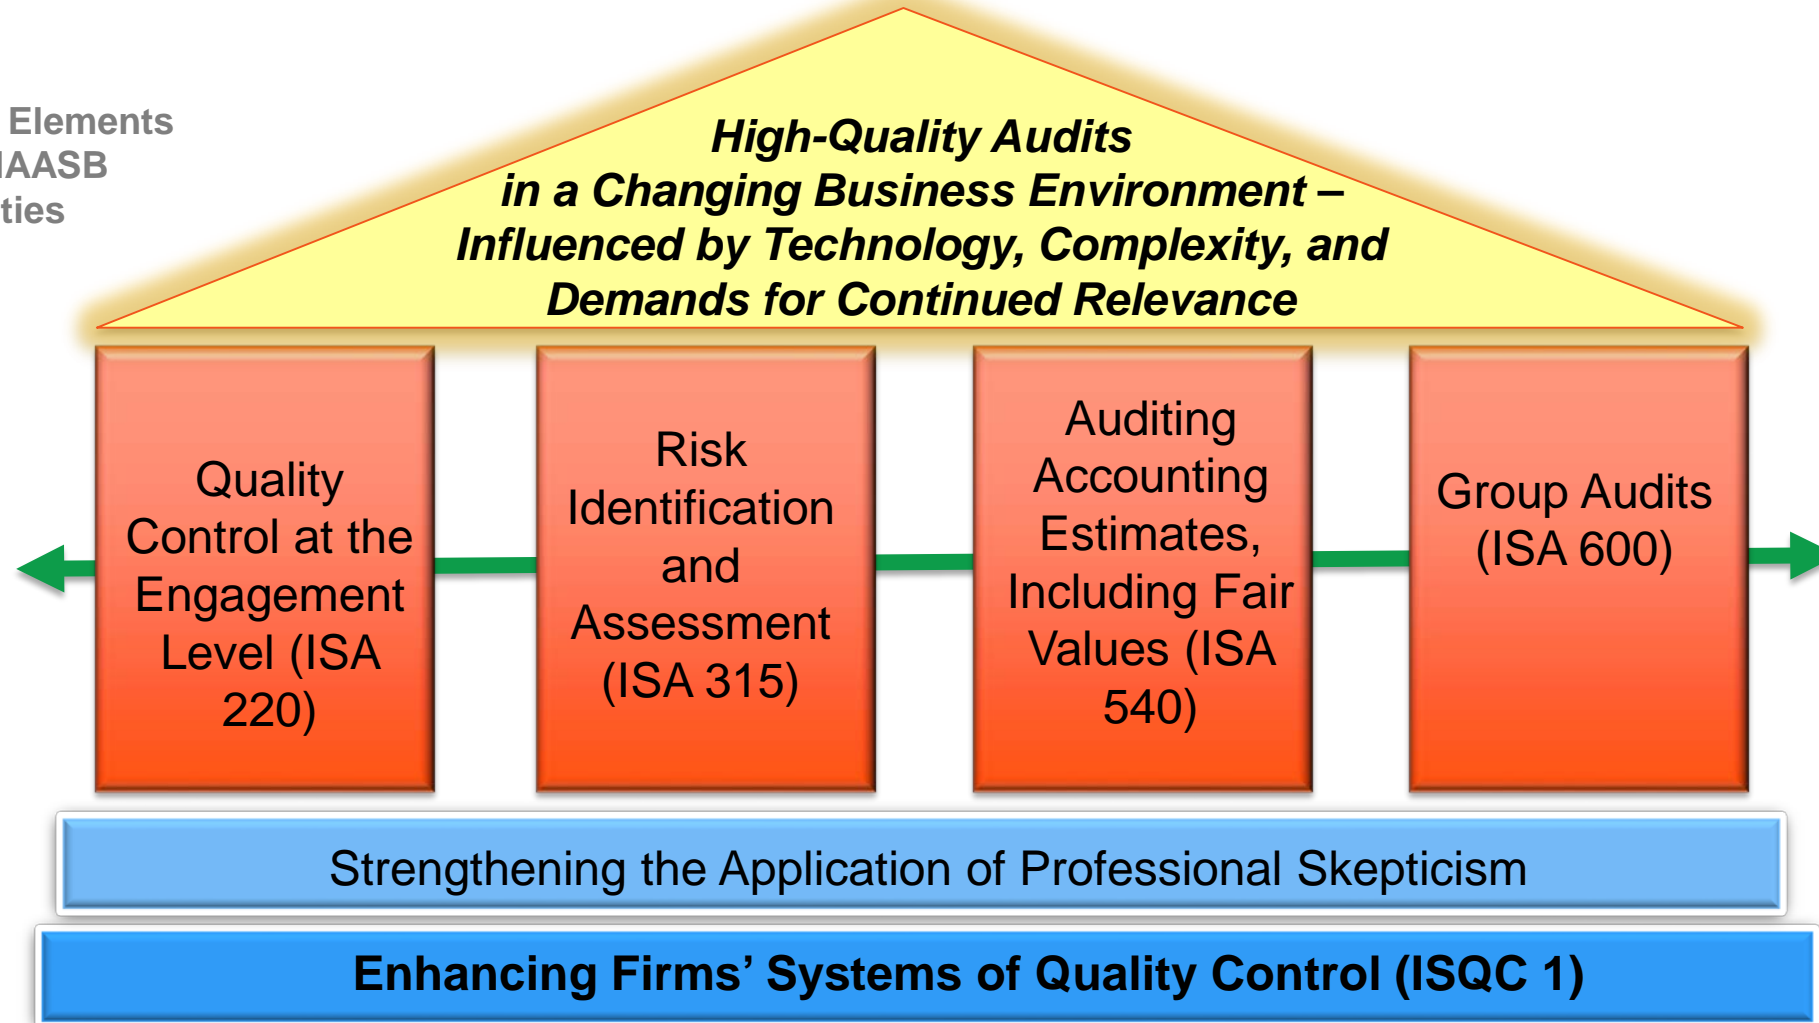 Elements
IAASB
ties
High-Quality Audits
in a Changing Business Environment –
Influenced by Technology, Complexity, and
Demands for Continued Relevance
Quality
Control at the
Engagement
Level (ISA
220)
Risk
Identification
and
Assessment
(ISA 315)
Auditing
Accounting
Estimates,
Including Fair
Values (ISA
540)
Group Audits
(ISA 600)
Strengthening the Application of Professional Skepticism
Enhancing Firms’ Systems of Quality Control (ISQC 1)